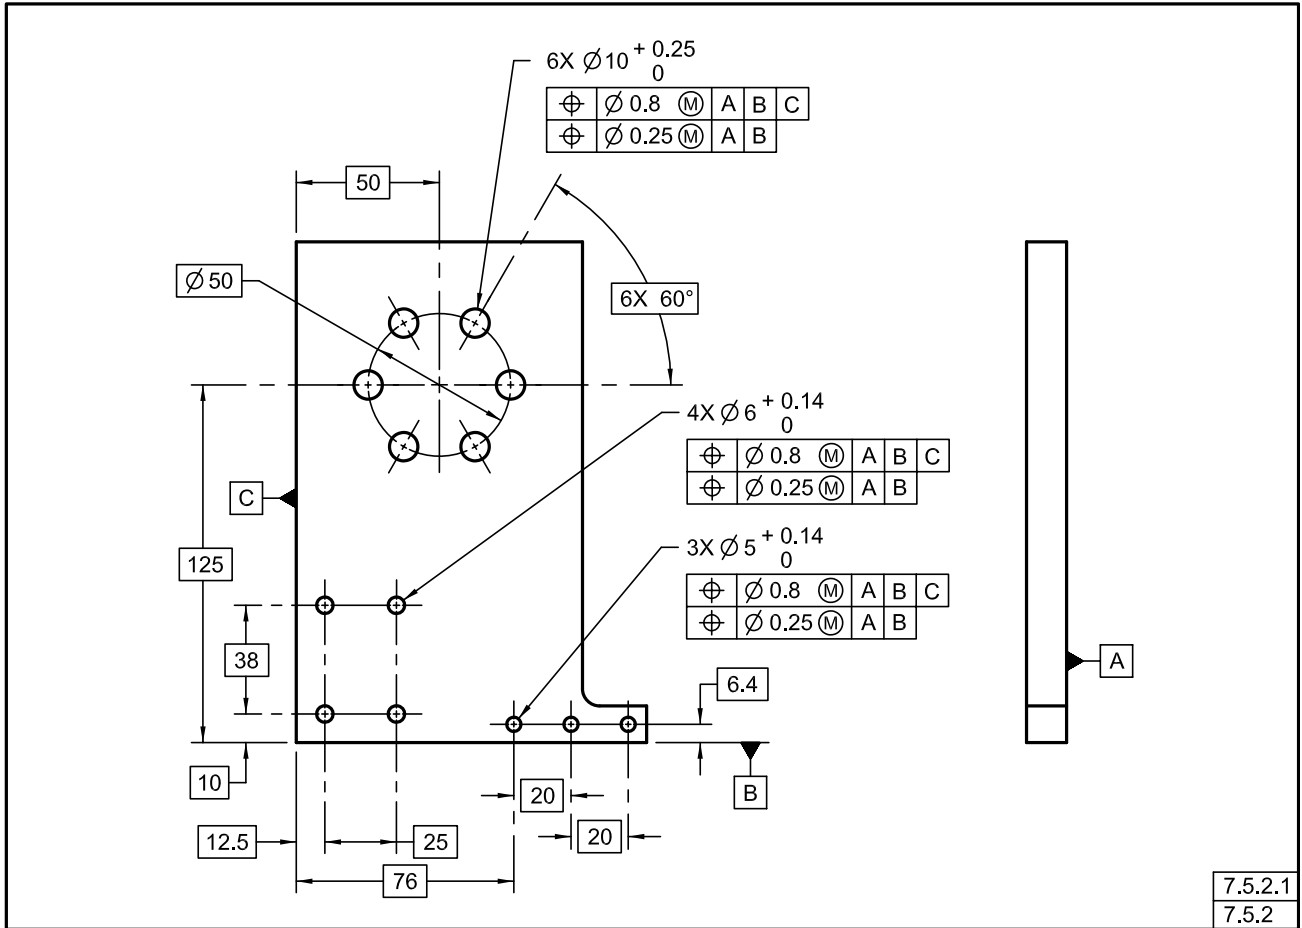 6X ⌀10 + 0.25
0
⌖ ⌀ 0.8 Ⓜ A B C
⌖ ⌀ 0.25 Ⓜ A B
50
⌀ 50
6X 60°
4X ⌀ 6 + 0.14
0
⌖ ⌀ 0.8 Ⓜ A B C
⌖ ⌀ 0.25 Ⓜ A B
C
125
3X ⌀ 5 + 0.14
0
⌖ ⌀ 0.8 Ⓜ A B C
⌖ ⌀ 0.25 Ⓜ A B
38
A
6.4
10
20
B
12.5
25
20
76
7.5.2.1
7.5.2